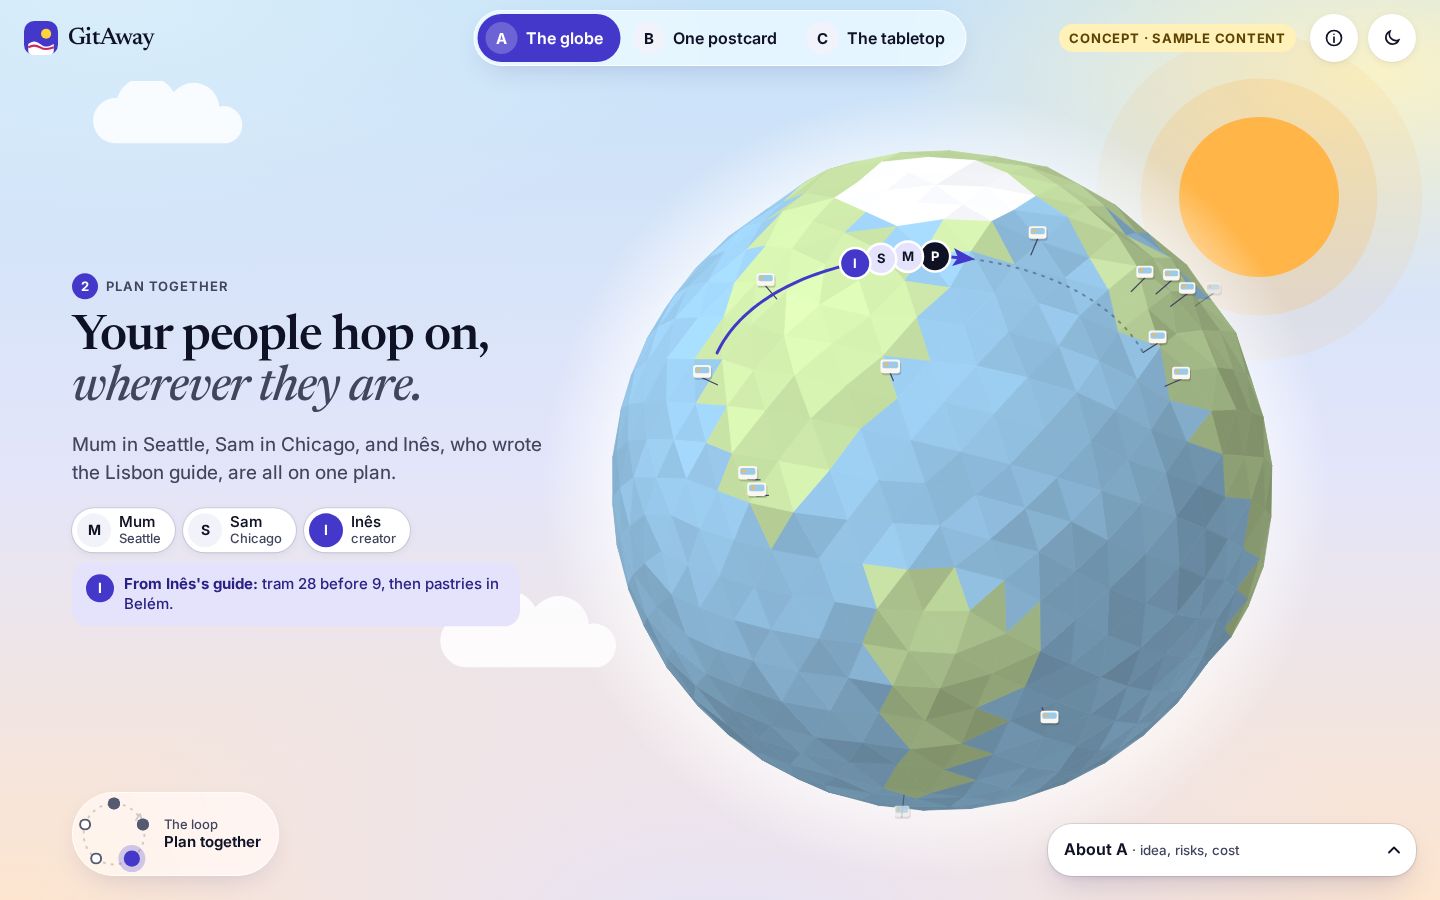 GitAway
A The globe
B One postcard
C The tabletop
CONCEPT · SAMPLE CONTENT
I S M P
2 PLAN TOGETHER
Your people hop on,
wherever they are.
Mum in Seattle, Sam in Chicago, and Inês, who wrote
the Lisbon guide, are all on one plan.
M Mum
Seattle
S Sam
Chicago
I Inês
creator
I From Inês's guide: tram 28 before 9, then pastries in
Belém.
The loop
Plan together
About A · idea, risks, cost